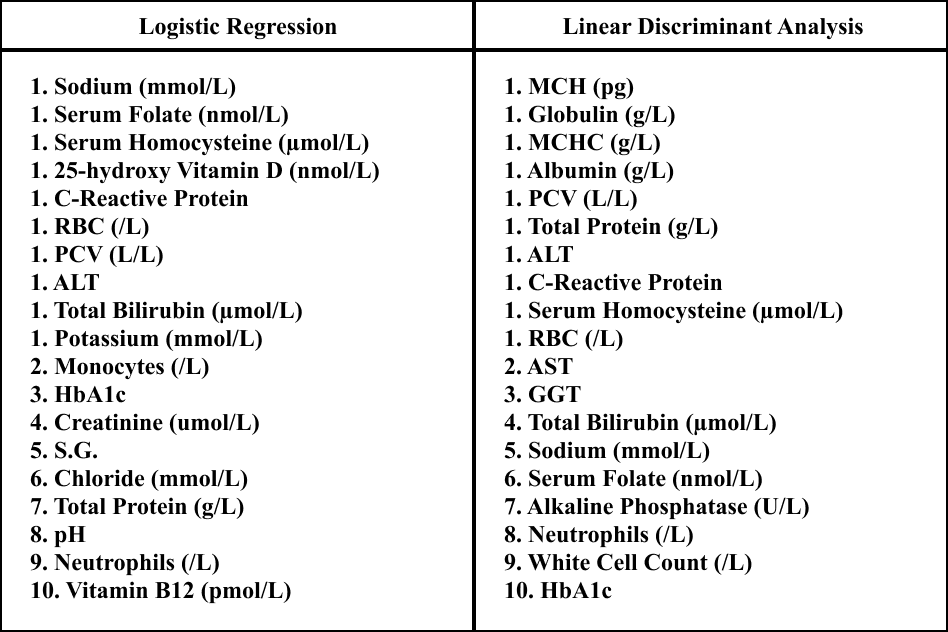 Logistic Regression
1. Sodium (mmol/L)
1. Serum Folate (nmol/L)
1. Serum Homocysteine (µmol/L)
1. 25-hydroxy Vitamin D (nmol/L)
1. C-Reactive Protein
1. RBC (/L)
1. PCV (L/L)
1. ALT
1. Total Bilirubin (µmol/L)
1. Potassium (mmol/L)
2. Monocytes (/L)
3. HbA1c
4. Creatinine (umol/L)
5. S.G.
6. Chloride (mmol/L)
7. Total Protein (g/L)
8. pH
9. Neutrophils (/L)
10. Vitamin B12 (pmol/L)
Linear Discriminant Analysis
1. MCH (pg)
1. Globulin (g/L)
1. MCHC (g/L)
1. Albumin (g/L)
1. PCV (L/L)
1. Total Protein (g/L)
1. ALT
1. C-Reactive Protein
1. Serum Homocysteine (µmol/L)
1. RBC (/L)
2. AST
3. GGT
4. Total Bilirubin (µmol/L)
5. Sodium (mmol/L)
6. Serum Folate (nmol/L)
7. Alkaline Phosphatase (U/L)
8. Neutrophils (/L)
9. White Cell Count (/L)
10. HbA1c